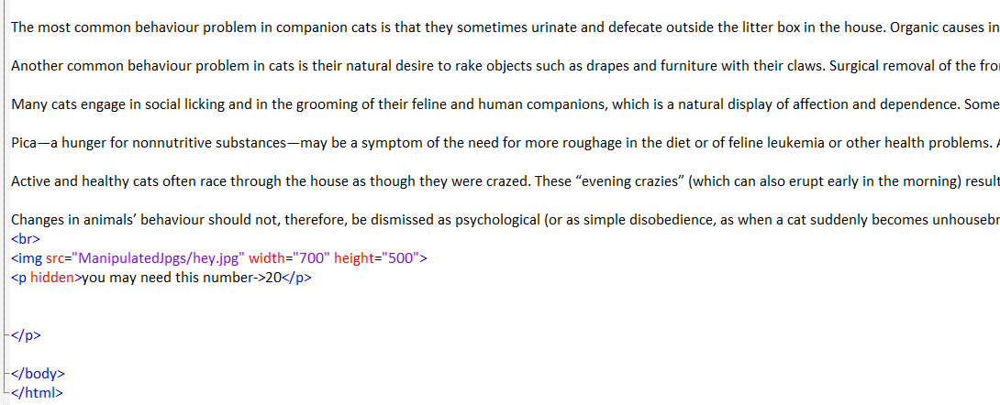 The most common behaviour problem in companion cats is that they sometimes urinate and defecate outside the litter box in the house. Organic causes in
Another common behaviour problem in cats is their natural desire to rake objects such as drapes and furniture with their claws. Surgical removal of the fro
Many cats engage in social licking and in the grooming of their feline and human companions, which is a natural display of affection and dependence. Some
Pica—a hunger for nonnutritive substances—may be a symptom of the need for more roughage in the diet or of feline leukemia or other health problems.
Active and healthy cats often race through the house as though they were crazed. These “evening crazies” (which can also erupt early in the morning) result
Changes in animals’ behaviour should not, therefore, be dismissed as psychological (or as simple disobedience, as when a cat suddenly becomes unhousebr
<br>
<img src="ManipulatedJpgs/hey.jpg" width="700" height="500">
<p hidden>you may need this number->20</p>
</p>
</body>
</html>